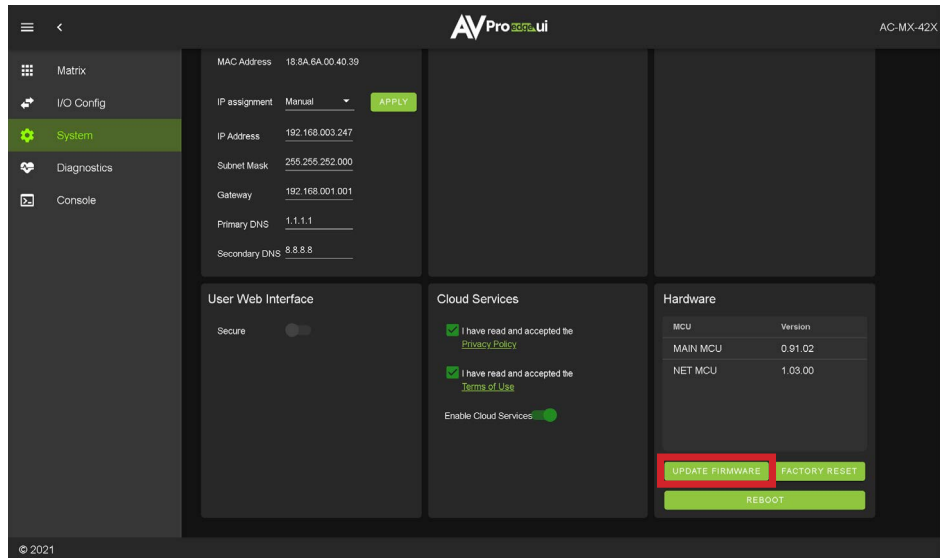 AVPro edge.ui
AC-MX-42X
Matrix
I/O Config
System
Diagnostics
Console
MAC Address 18:8A.6A.00.40.39
IP assignment Manual APPLY
IP Address 192.168.003.247
Subnet Mask 255.255.252.000
Gateway 192.168.001.001
Primary DNS 1.1.1.1
Secondary DNS 8.8.8.8
User Web Interface
Secure
Cloud Services
I have read and accepted the
Privacy Policy
I have read and accepted the
Terms of Use
Enable Cloud Services
Hardware
MCU Version
MAIN MCU 0.91.02
NET MCU 1.03.00
UPDATE FIRMWARE FACTORY RESET
REBOOT
© 2021